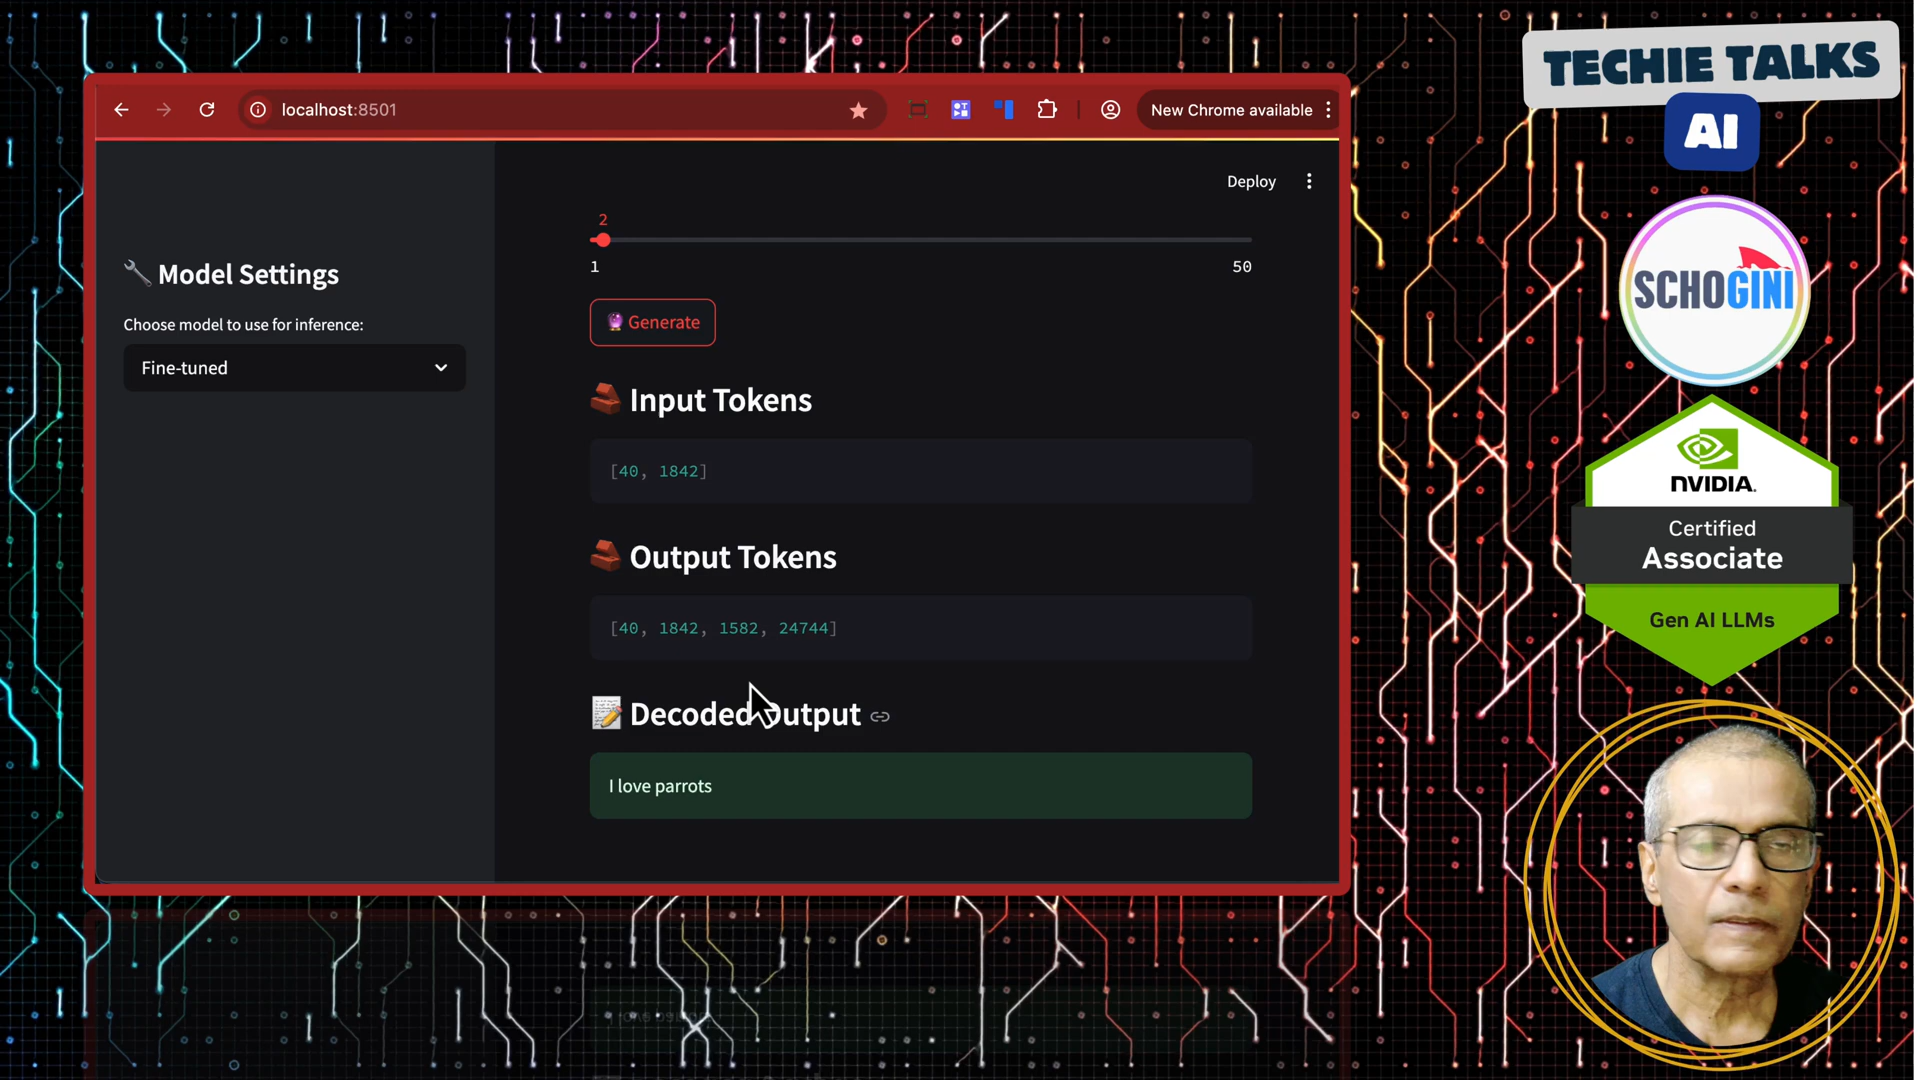 localhost:8501
New Chrome available
Deploy
2
1
50
Model Settings
Choose model to use for inference:
Fine-tuned
Generate
Input Tokens
[40, 1842]
Output Tokens
[40, 1842, 1582, 24744]
Decoded Output
I love parrots
TECHIE TALKS
AI
SCHOGINI
NVIDIA.
Certified
Associate
Gen AI LLMs